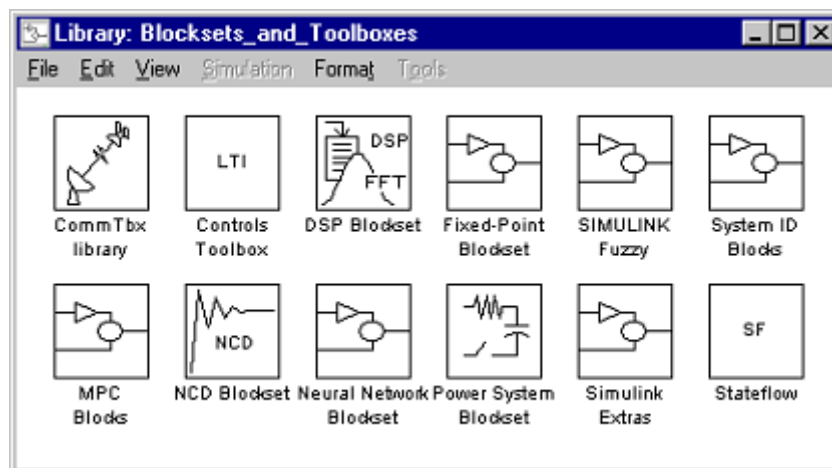 Library: Blocksets_and_Toolboxes
File Edit View Simulation Format Tools
LTI
DSP
FFT
CommTbx
library
Controls
Toolbox
DSP Blockset
Fixed-Point
Blockset
SIMULINK
Fuzzy
System ID
Blocks
NCD
SF
MPC
Blocks
NCD Blockset
Neural Network
Blockset
Power System
Blockset
Simulink
Extras
Stateflow